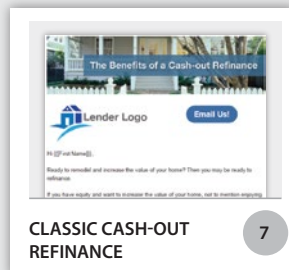 The Benefits of a Cash-out Refinance
Lender Logo
Email Us!
Hi [[First Name]],
Ready to remodel and increase the value of your home? Then you may be ready to
refinance.
If you have equity and want to increase the value of your home, not to mention enjoying
CLASSIC CASH-OUT
REFINANCE
7